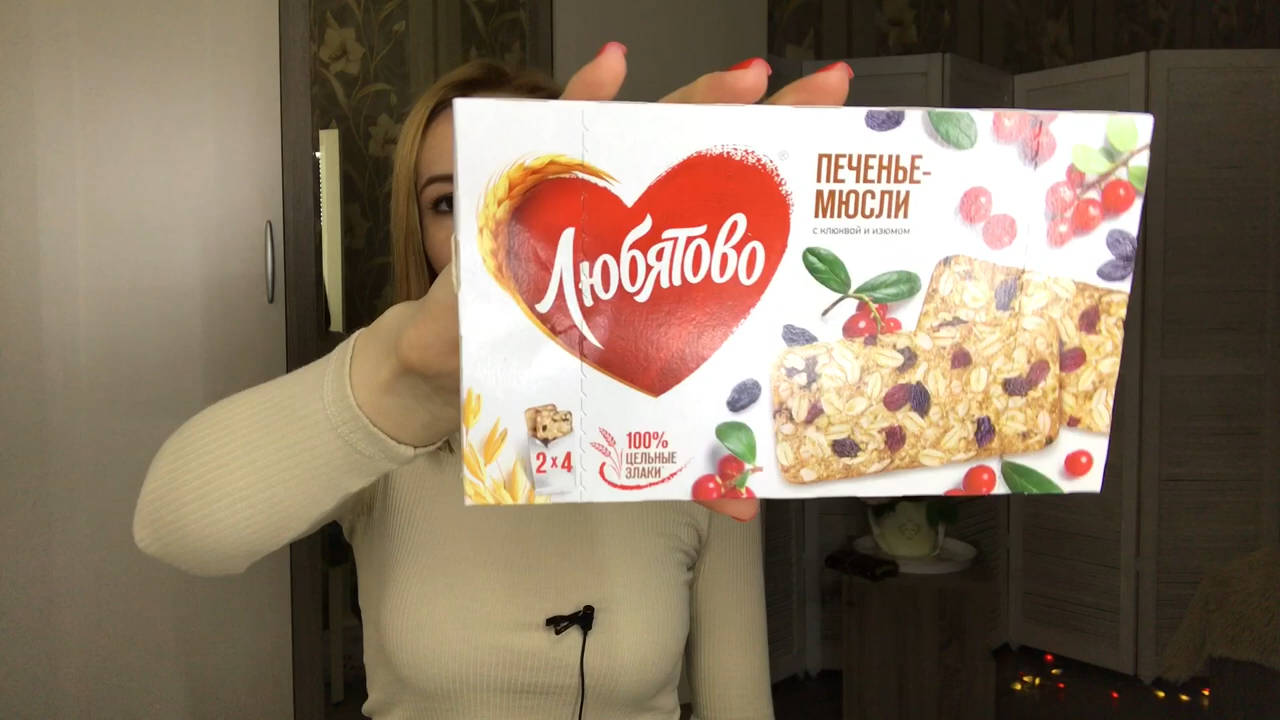 Любятово
®
ПЕЧЕНЬЕ-
МЮСЛИ
С КЛЮКВОЙ И ИЗЮМОМ
2 x 4
100%
ЦЕЛЬНЫЕ
ЗЛАКИ*